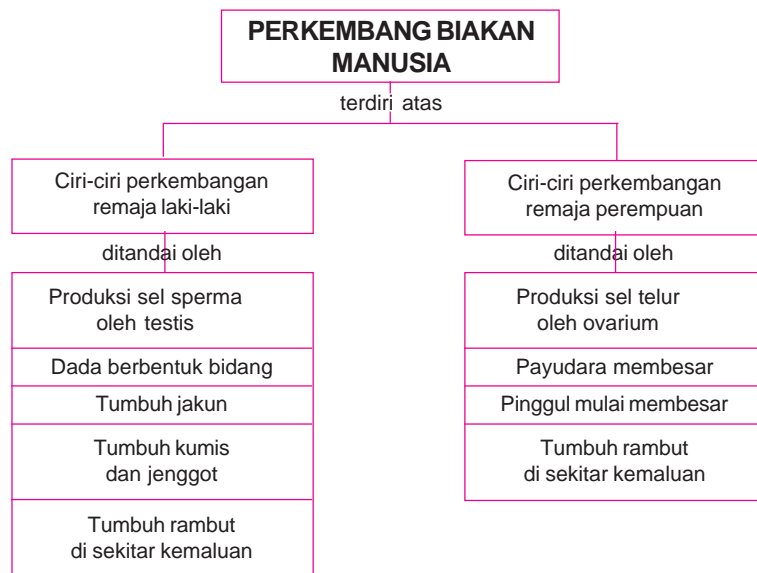 PERKEMBANG BIAKAN
MANUSIA
terdiri atas
Ciri-ciri perkembangan
remaja laki-laki
ditandai oleh
Produksi sel sperma
oleh testis
Dada berbentuk bidang
Tumbuh jakun
Tumbuh kumis
dan jenggot
Tumbuh rambut
di sekitar kemaluan
Ciri-ciri perkembangan
remaja perempuan
ditandai oleh
Produksi sel telur
oleh ovarium
Payudara membesar
Pinggul mulai membesar
Tumbuh rambut
di sekitar kemaluan